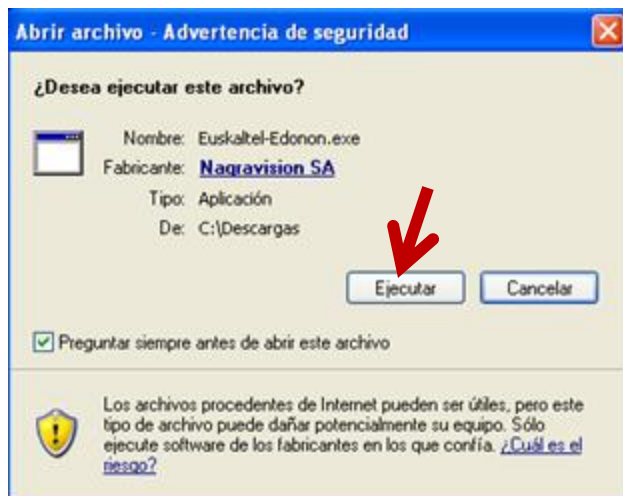 Abrir archivo - Advertencia de seguridad
¿Desea ejecutar este archivo?
Nombre: Euskaltel-Edonon.exe
Fabricante: Nagravision SA
Tipo: Aplicación
De: C:\Descargas
Ejecutar Cancelar
Preguntar siempre antes de abrir este archivo
Los archivos procedentes de Internet pueden ser útiles, pero este
tipo de archivo puede dañar potencialmente su equipo. Sólo
ejecute software de los fabricantes en los que confía. ¿Cuál es el
riesgo?